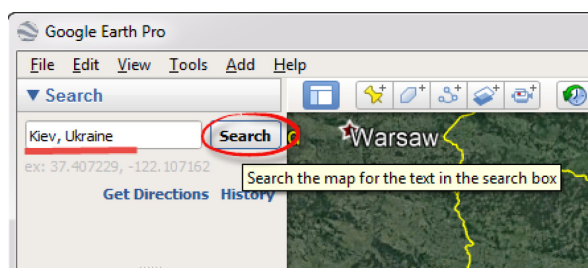 Google Earth Pro
File Edit View Tools Add Help
Search
Kiev, Ukraine
Search
Warsaw
ex: 37.407229, -122.107162
Search the map for the text in the search box
Get Directions History